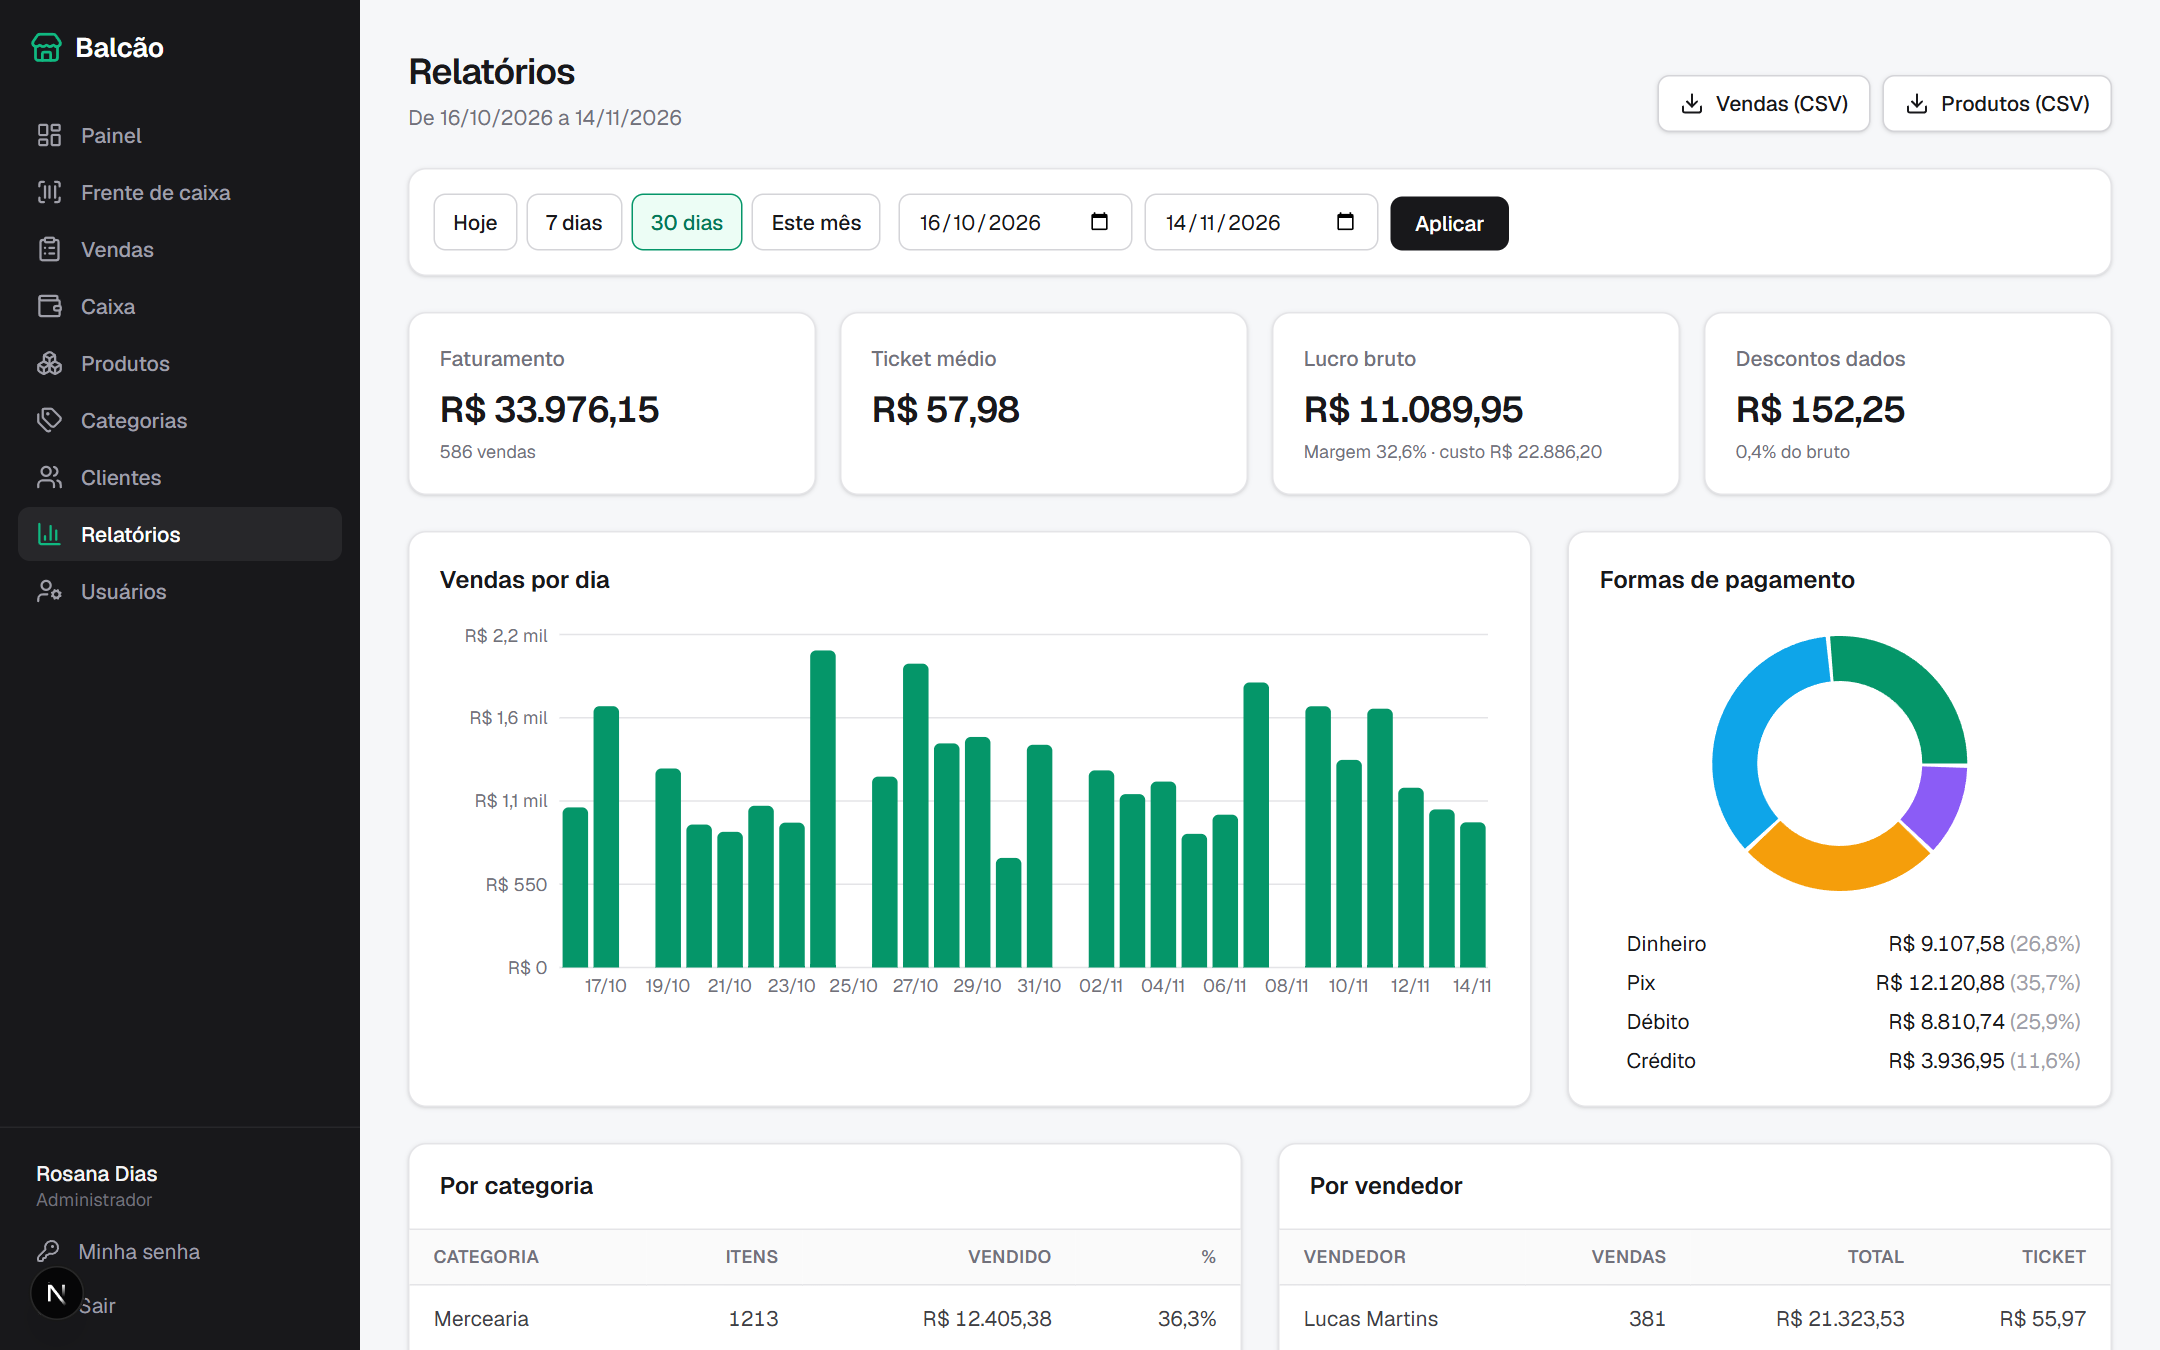 Balcão
Painel
Frente de caixa
Vendas
Caixa
Produtos
Categorias
Clientes
Relatórios
Usuários
Rosana Dias
Administrador
Minha senha
N
Sair
Relatórios
De 16/10/2026 a 14/11/2026
Vendas (CSV)
Produtos (CSV)
Hoje
7 dias
30 dias
Este mês
16/10/2026
14/11/2026
Aplicar
Faturamento
R$ 33.976,15
586 vendas
Ticket médio
R$ 57,98
Lucro bruto
R$ 11.089,95
Margem 32,6% · custo R$ 22.886,20
Descontos dados
R$ 152,25
0,4% do bruto
Vendas por dia
R$ 2,2 mil
R$ 1,6 mil
R$ 1,1 mil
R$ 550
R$ 0
17/10 19/10 21/10 23/10 25/10 27/10 29/10 31/10 02/11 04/11 06/11 08/11 10/11 12/11 14/11
Formas de pagamento
Dinheiro R$ 9.107,58 (26,8%)
Pix R$ 12.120,88 (35,7%)
Débito R$ 8.810,74 (25,9%)
Crédito R$ 3.936,95 (11,6%)
Por categoria
CATEGORIA ITENS VENDIDO %
Mercearia 1213 R$ 12.405,38 36,3%
Por vendedor
VENDEDOR VENDAS TOTAL TICKET
Lucas Martins 381 R$ 21.323,53 R$ 55,97